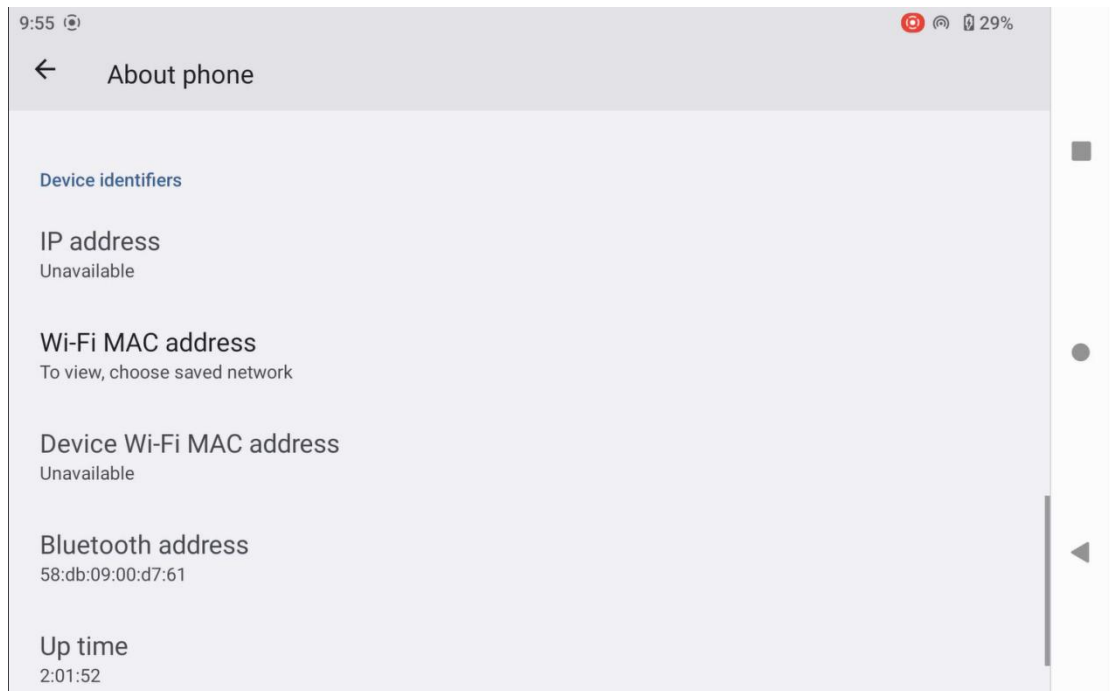 9:55 29%
About phone
Device identifiers
IP address
Unavailable
Wi-Fi MAC address
To view, choose saved network
Device Wi-Fi MAC address
Unavailable
Bluetooth address
58:db:09:00:d7:61
Up time
2:01:52